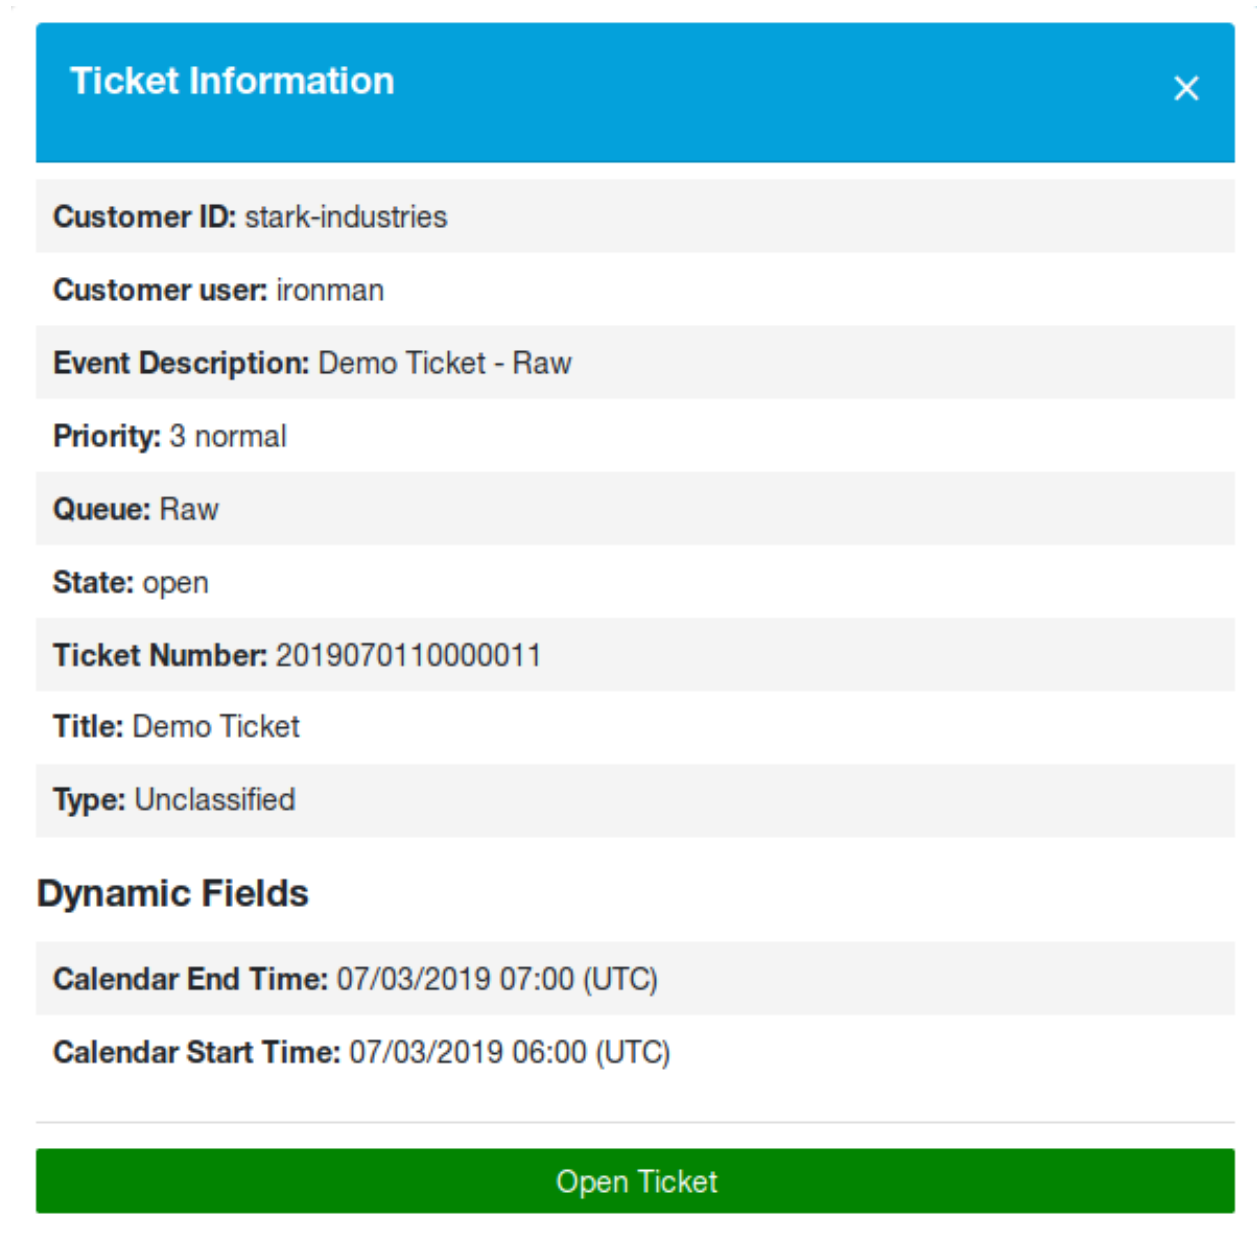 Ticket Information
Customer ID: stark-industries
Customer user: ironman
Event Description: Demo Ticket - Raw
Priority: 3 normal
Queue: Raw
State: open
Ticket Number: 2019070110000011
Title: Demo Ticket
Type: Unclassified
Dynamic Fields
Calendar End Time: 07/03/2019 07:00 (UTC)
Calendar Start Time: 07/03/2019 06:00 (UTC)
Open Ticket